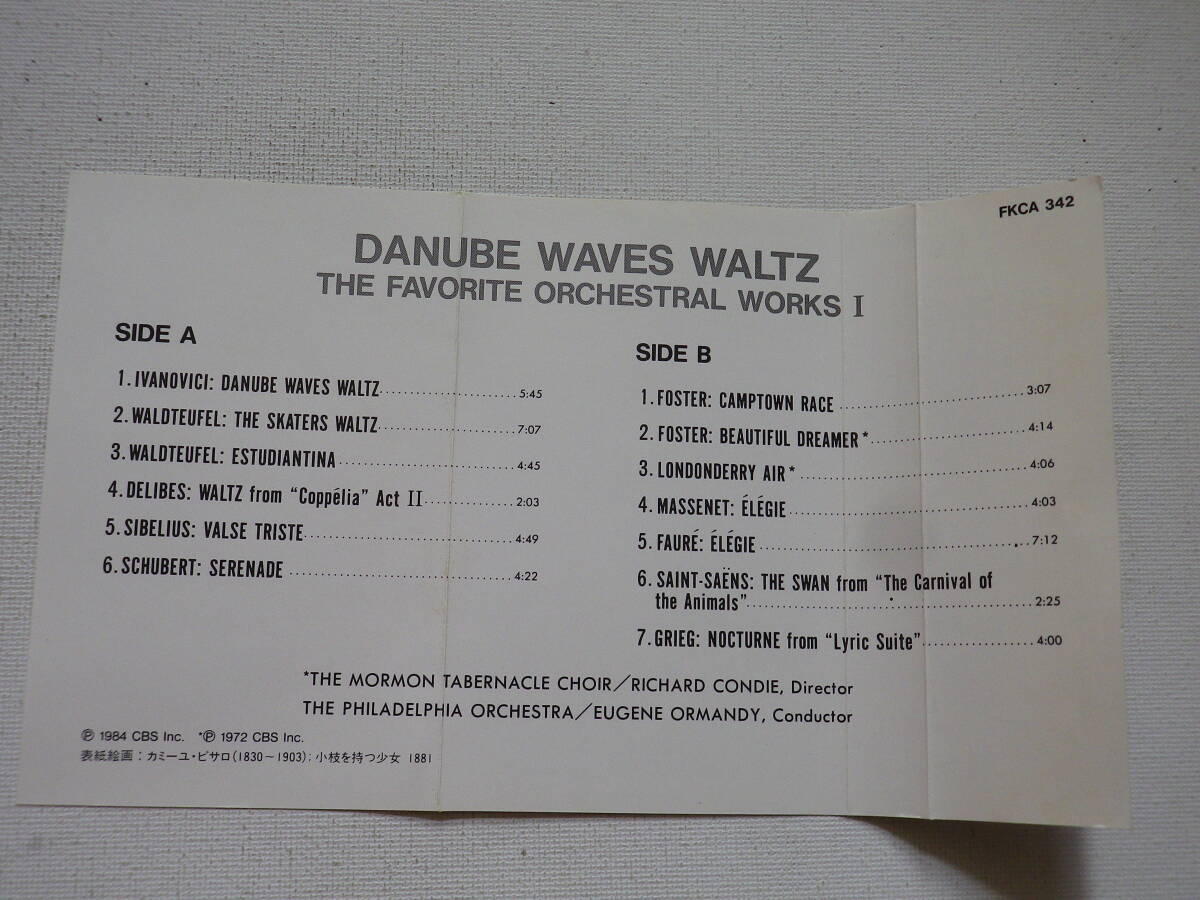 FKCA 342
DANUBE WAVES WALTZ
THE FAVORITE ORCHESTRAL WORKS I
SIDE A
1. IVANOVICI: DANUBE WAVES WALTZ 5:45
2. WALDTEUFEL: THE SKATERS WALTZ 7:07
3. WALDTEUFEL: ESTUDIANTINA 4:45
4. DELIBES: WALTZ from “Coppélia” Act II 2:03
5. SIBELIUS: VALSE TRISTE 4:49
6. SCHUBERT: SERENADE 4:22
SIDE B
1. FOSTER: CAMPTOWN RACE 3:07
2. FOSTER: BEAUTIFUL DREAMER* 4:14
3. LONDONDERRY AIR* 4:06
4. MASSENET: ÉLÉGIE 4:03
5. FAURÉ: ÉLÉGIE 7:12
6. SAINT-SAËNS: THE SWAN from “The Carnival of
the Animals” 2:25
7. GRIEG: NOCTURNE from “Lyric Suite” 4:00
*THE MORMON TABERNACLE CHOIR／RICHARD CONDIE, Director
THE PHILADELPHIA ORCHESTRA／EUGENE ORMANDY, Conductor
℗ 1984 CBS Inc. *℗ 1972 CBS Inc.
表紙絵画：カミーユ・ピサロ(1830〜1903)；小枝を持つ少女 1881